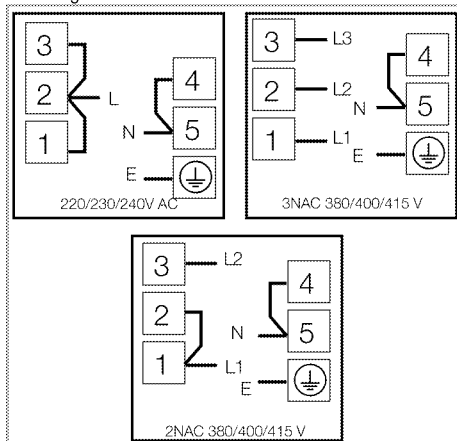 3
2 L 4
1 N 5
E
220/230/240V AC
3 L3 4
2 L2 N 5
1 L1 E
3NAC 380/400/415 V
3 L2 4
2 N 5
1 L1 E
2NAC 380/400/415 V